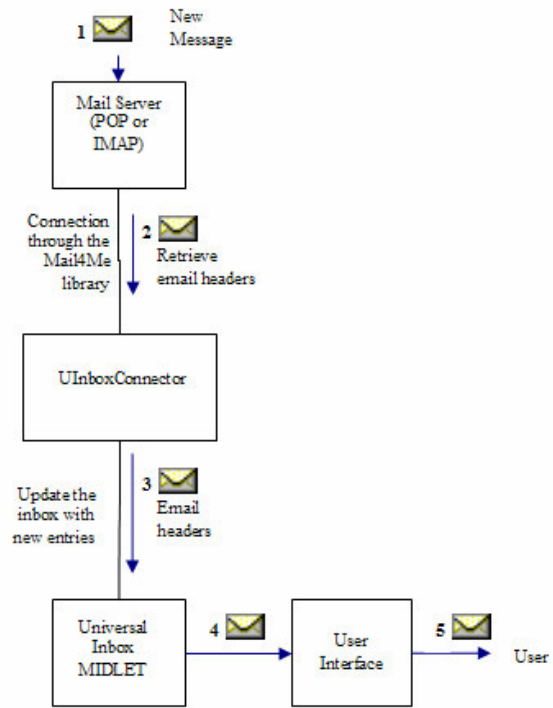 1
New
Message
Mail Server
(POP or
IMAP)
Connection
through the
Mail4Me
library
2
Retrieve
email headers
UInboxConnector
3
Email
headers
Update the
inbox with
new entries
Universal
Inbox
MIDLET
4
User
Interface
5
User